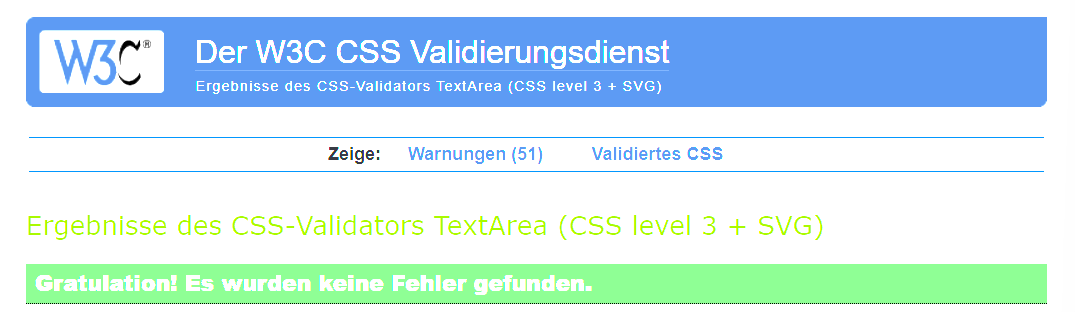 W3C®
Der W3C CSS Validierungsdienst
Ergebnisse des CSS-Validators TextArea (CSS level 3 + SVG)
Zeige: Warnungen (51) Validiertes CSS
Ergebnisse des CSS-Validators TextArea (CSS level 3 + SVG)
Gratulation! Es wurden keine Fehler gefunden.